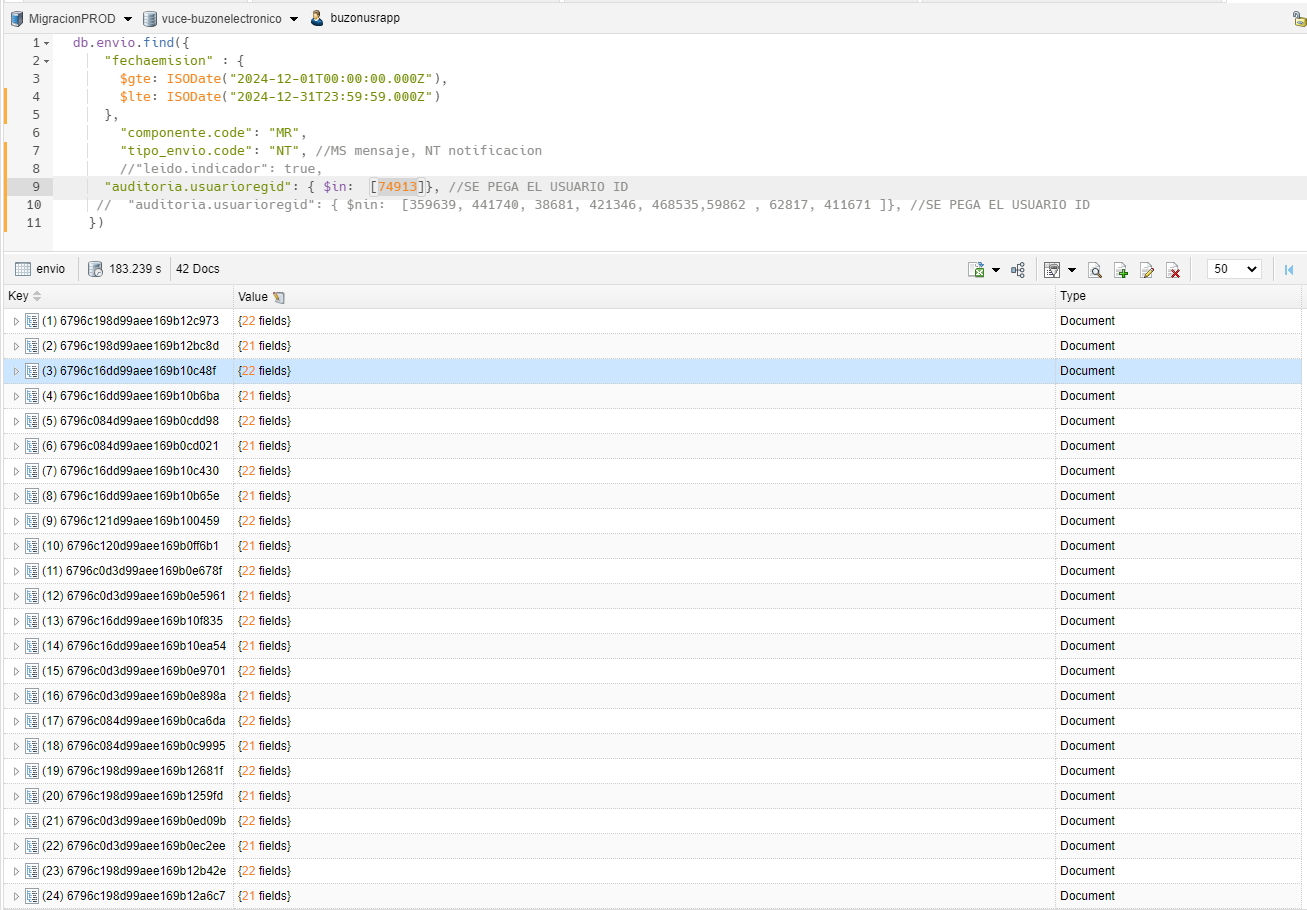 MigracionPROD vuce-buzonelectronico buzonusrapp
1 db.envio.find({
2 "fechaemision" : {
3 $gte: ISODate("2024-12-01T00:00:00.000Z"),
4 $lte: ISODate("2024-12-31T23:59:59.000Z")
5 },
6 "componente.code": "MR",
7 "tipo_envio.code": "NT", //MS mensaje, NT notificacion
8 //"leido.indicador": true,
9 "auditoria.usuarioregid": { $in: [74913]}, //SE PEGA EL USUARIO ID
10 // "auditoria.usuarioregid": { $nin: [359639, 441740, 38681, 421346, 468535,59862 , 62817, 411671 ]}, //SE PEGA EL USUARIO ID
11 })
envio 183.239 s 42 Docs 50
Key Value Type
(1) 6796c198d99aee169b12c973 {22 fields} Document
(2) 6796c198d99aee169b12bc8d {21 fields} Document
(3) 6796c16dd99aee169b10c48f {22 fields} Document
(4) 6796c16dd99aee169b10b6ba {21 fields} Document
(5) 6796c084d99aee169b0cdd98 {22 fields} Document
(6) 6796c084d99aee169b0cd021 {21 fields} Document
(7) 6796c16dd99aee169b10c430 {22 fields} Document
(8) 6796c16dd99aee169b10b65e {21 fields} Document
(9) 6796c121d99aee169b100459 {22 fields} Document
(10) 6796c120d99aee169b0ff6b1 {21 fields} Document
(11) 6796c0d3d99aee169b0e678f {22 fields} Document
(12) 6796c0d3d99aee169b0e5961 {21 fields} Document
(13) 6796c16dd99aee169b10f835 {22 fields} Document
(14) 6796c16dd99aee169b10ea54 {21 fields} Document
(15) 6796c0d3d99aee169b0e9701 {22 fields} Document
(16) 6796c0d3d99aee169b0e898a {21 fields} Document
(17) 6796c084d99aee169b0ca6da {22 fields} Document
(18) 6796c084d99aee169b0c9995 {21 fields} Document
(19) 6796c198d99aee169b12681f {22 fields} Document
(20) 6796c198d99aee169b1259fd {21 fields} Document
(21) 6796c0d3d99aee169b0ed09b {22 fields} Document
(22) 6796c0d3d99aee169b0ec2ee {21 fields} Document
(23) 6796c198d99aee169b12b42e {22 fields} Document
(24) 6796c198d99aee169b12a6c7 {21 fields} Document